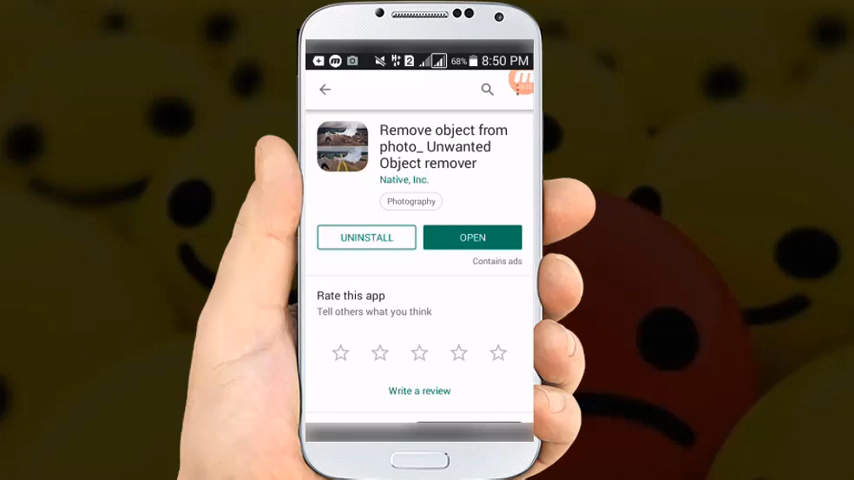 2
68% 8:50 PM
Remove object from
photo_ Unwanted
Object remover
Native, Inc.
Photography
UNINSTALL
OPEN
Contains ads
Rate this app
Tell others what you think
Write a review